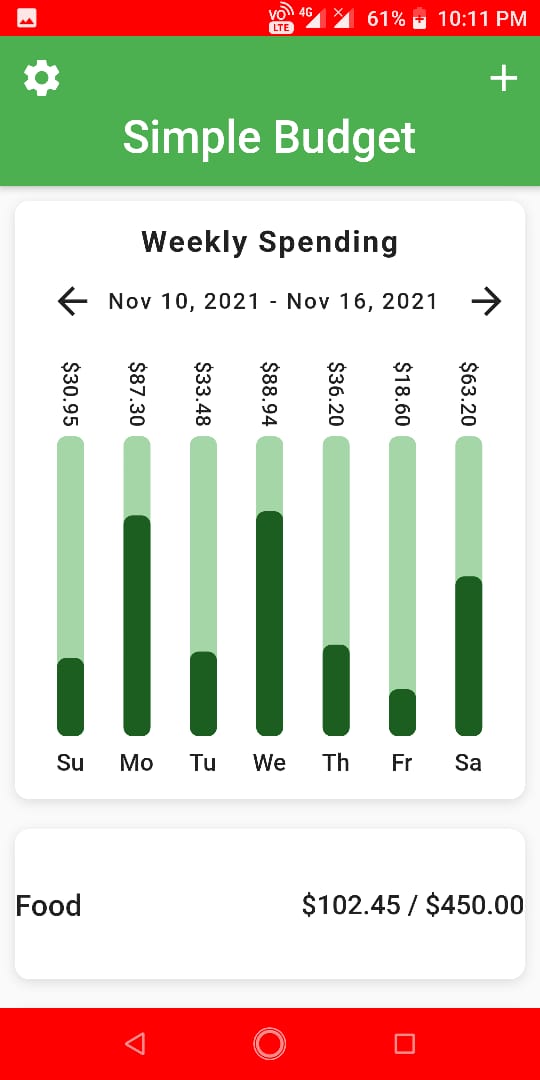 VO LTE 4G 61% 10:11 PM
Simple Budget
Weekly Spending
Nov 10, 2021 - Nov 16, 2021
$30.95 $87.30 $33.48 $88.94 $36.20 $18.60 $63.20
Su Mo Tu We Th Fr Sa
Food $102.45 / $450.00